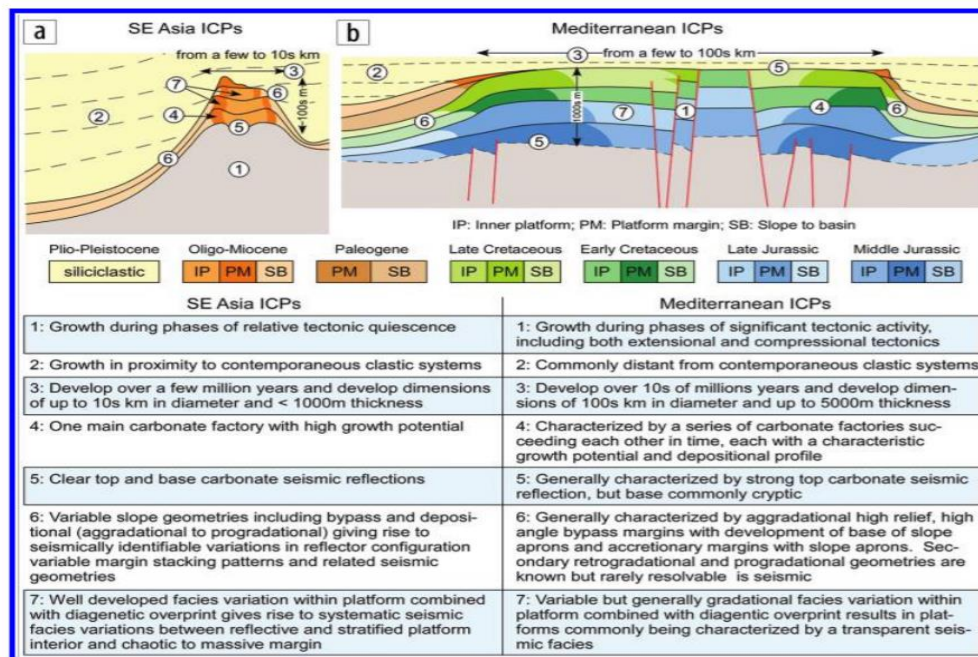 a
SE Asia ICPs
from a few to 10s km
3
7
6
2
4
100s m
5
6
1
b
Mediterranean ICPs
3
from a few to 100s km
2
5
1000s m
7
1
4
6
6
5
IP: Inner platform; PM: Platform margin; SB: Slope to basin
Plio-Pleistocene
siliciclastic
Oligo-Miocene
IP PM SB
Paleogene
PM SB
Late Cretaceous
IP PM SB
Early Cretaceous
IP PM SB
Late Jurassic
IP PM SB
Middle Jurassic
IP PM SB
SE Asia ICPs
Mediterranean ICPs
1: Growth during phases of relative tectonic quiescence
1: Growth during phases of significant tectonic activity,
including both extensional and compressional tectonics
2: Growth in proximity to contemporaneous clastic systems
2: Commonly distant from contemporaneous clastic systems
3: Develop over a few million years and develop dimensions
of up to 10s km in diameter and < 1000m thickness
3: Develop over 10s of millions years and develop dimen-
sions of 100s km in diameter and up to 5000m thickness
4: One main carbonate factory with high growth potential
4: Characterized by a series of carbonate factories suc-
ceeding each other in time, each with a characteristic
growth potential and depositional profile
5: Clear top and base carbonate seismic reflections
5: Generally characterized by strong top carbonate seismic
reflection, but base commonly cryptic
6: Variable slope geometries including bypass and deposi-
tional (aggradational to progradational) giving rise to
seismically identifiable variations in reflector configuration
variable margin stacking patterns and related seismic
geometries
6: Generally characterized by aggradational high relief, high
angle bypass margins with development of base of slope
aprons and accretionary margins with slope aprons. Sec-
ondary retrogradational and progradational geometries are
known but rarely resolvable is seismic
7: Well developed facies variation within platform combined
with diagenetic overprint gives rise to systematic seismic
facies variations between reflective and stratified platform
interior and chaotic to massive margin
7: Variable but generally gradational facies variation within
platform combined with diagentic overprint results in plat-
forms commonly being characterized by a transparent seis-
mic facies